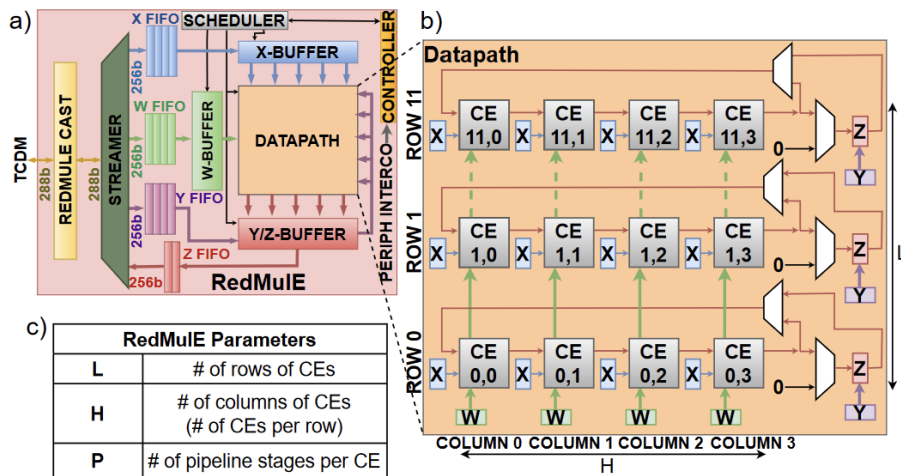 a)
X FIFO
SCHEDULER
CONTROLLER
X-BUFFER
256b
W FIFO
TCDM
288b
REDMULE CAST
288b
STREAMER
256b
W-BUFFER
DATAPATH
Y FIFO
256b
Y/Z-BUFFER
PERIPH INTERCO
Z FIFO
256b
RedMulE
b)
Datapath
ROW 11
X
CE
11,0
X
CE
11,1
X
CE
11,2
X
CE
11,3
0
Z
Y
ROW 1
X
CE
1,0
X
CE
1,1
X
CE
1,2
X
CE
1,3
0
Z
Y
L
ROW 0
X
CE
0,0
X
CE
0,1
X
CE
0,2
X
CE
0,3
0
Z
Y
W
W
W
W
COLUMN 0 COLUMN 1 COLUMN 2 COLUMN 3
H
c)
RedMulE Parameters
L # of rows of CEs
H # of columns of CEs
(# of CEs per row)
P # of pipeline stages per CE